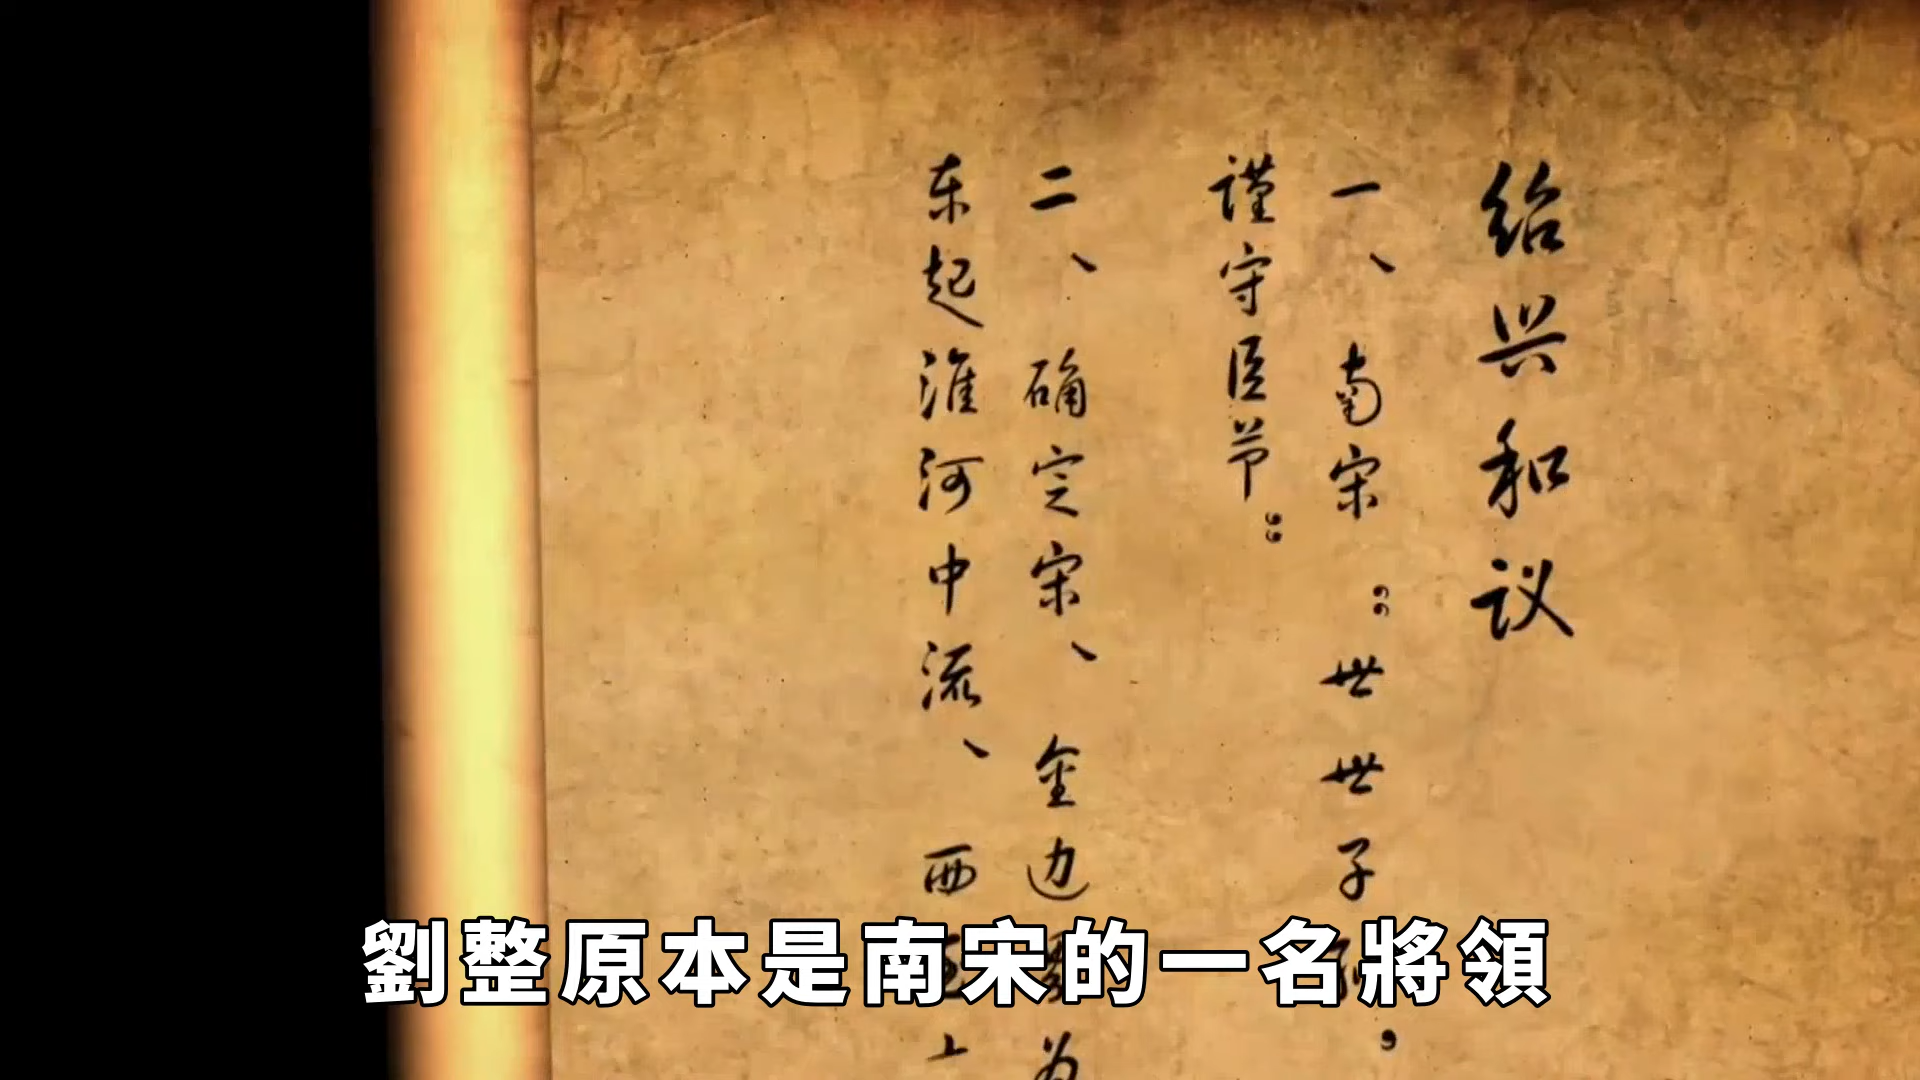 绍兴和议
一、南宋“世世子孙,
谨守臣节”
二、确定宋、金边界为
东起淮河中流、西
劉整原本是南宋的一名將領